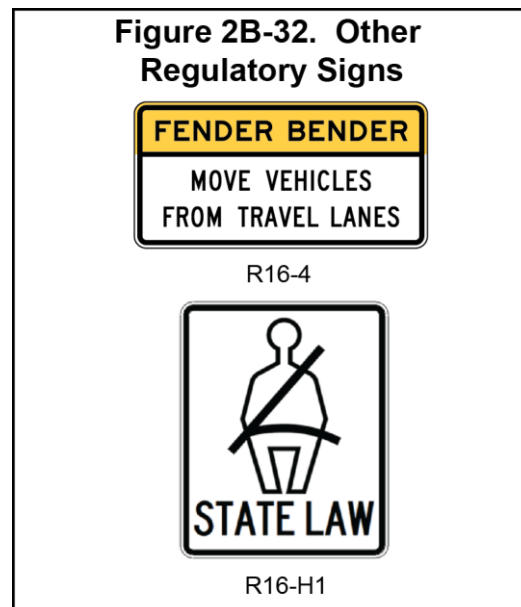 Figure 2B-32. Other
Regulatory Signs
FENDER BENDER
MOVE VEHICLES
FROM TRAVEL LANES
R16-4
STATE LAW
R16-H1